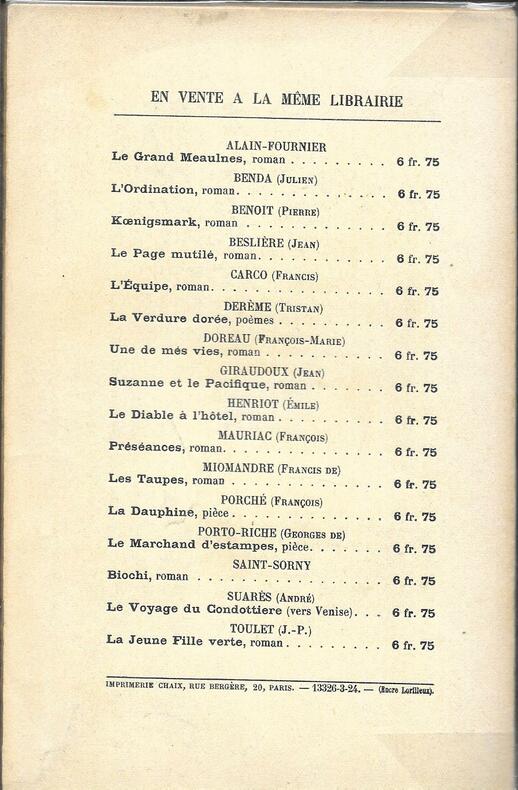 EN VENTE A LA MÊME LIBRAIRIE
ALAIN-FOURNIER
Le Grand Meaulnes, roman . . . . . . . . . 6 fr. 75
BENDA (Julien)
L'Ordination, roman. . . . . . . . . . . . . 6 fr. 75
BENOIT (Pierre)
Kœnigsmark, roman . . . . . . . . . . . . 6 fr. 75
BESLIÈRE (Jean)
Le Page mutilé, roman. . . . . . . . . . . 6 fr. 75
CARCO (Francis)
L'Équipe, roman. . . . . . . . . . . . . . . 6 fr. 75
DERÈME (Tristan)
La Verdure dorée, poèmes . . . . . . . . . 6 fr. 75
DOREAU (François-Marie)
Une de més vies, roman . . . . . . . . . . 6 fr. 75
GIRAUDOUX (Jean)
Suzanne et le Pacifique, roman . . . . . . . 6 fr. 75
HENRIOT (Émile)
Le Diable à l'hôtel, roman . . . . . . . . . 6 fr. 75
MAURIAC (François)
Préséances, roman. . . . . . . . . . . . . . 6 fr. 75
MIOMANDRE (Francis de)
Les Taupes, roman . . . . . . . . . . . . . 6 fr. 75
PORCHÉ (François)
La Dauphine, pièce . . . . . . . . . . . . . 6 fr. 75
PORTO-RICHE (Georges de)
Le Marchand d'estampes, pièce. . . . . . . 6 fr. 75
SAINT-SORNY
Biochi, roman . . . . . . . . . . . . . . . . 6 fr. 75
SUARÈS (André)
Le Voyage du Condottiere (vers Venise). . . 6 fr. 75
TOULET (J.-P.)
La Jeune Fille verte, roman . . . . . . . . . 6 fr. 75
IMPRIMERIE CHAIX, RUE BERGÈRE, 20, PARIS. — 13326-3-24. — (Encre Lorilleux).